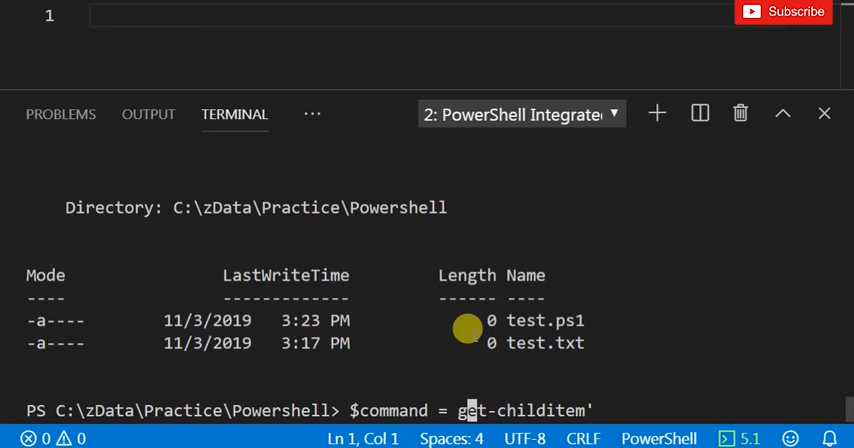 Subscribe
1
PROBLEMS OUTPUT TERMINAL ··· 2: PowerShell Integrate
Directory: C:\zData\Practice\Powershell
Mode LastWriteTime Length Name
---- ------------- ------ ----
-a---- 11/3/2019 3:23 PM 0 test.ps1
-a---- 11/3/2019 3:17 PM 0 test.txt
PS C:\zData\Practice\Powershell> $command = get-childitem'
0 0 Ln 1, Col 1 Spaces: 4 UTF-8 CRLF PowerShell 5.1